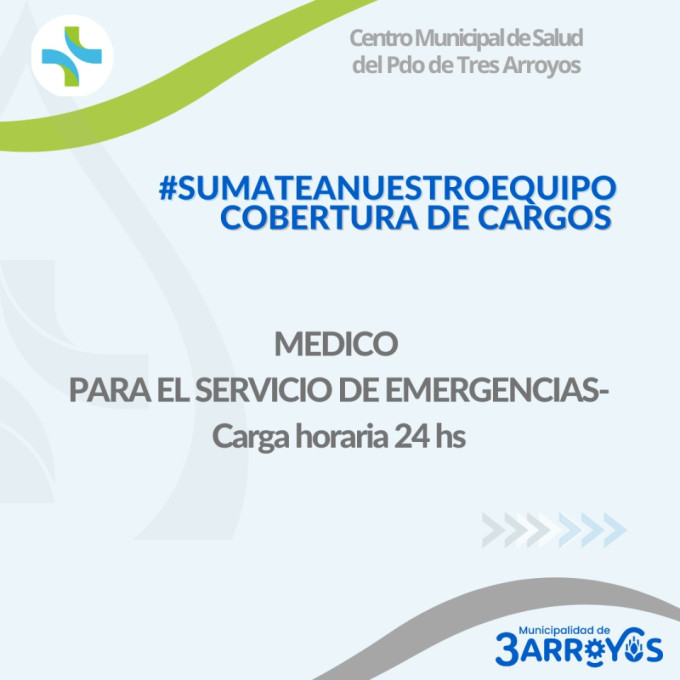 Centro Municipal de Salud
del Pdo de Tres Arroyos
#SUMATEANUESTROEQUIPO
COBERTURA DE CARGOS
MEDICO
PARA EL SERVICIO DE EMERGENCIAS-
Carga horaria 24 hs
Municipalidad de
3ARROYOS